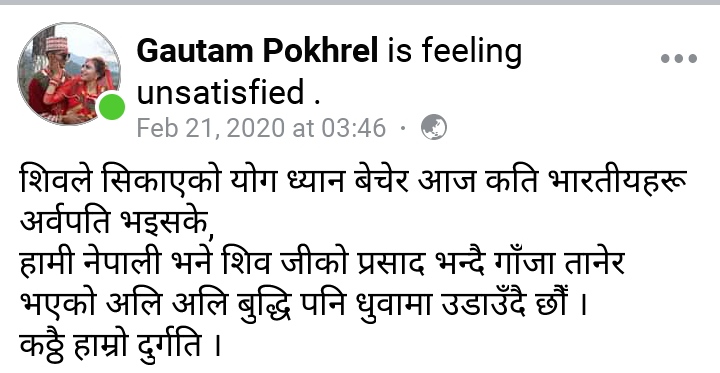 Gautam Pokhrel is feeling
unsatisfied .
Feb 21, 2020 at 03:46 ·
शिवले सिकाएको योग ध्यान बेचेर आज कति भारतीयहरू
अर्वपति भइसके,
हामी नेपाली भने शिव जीको प्रसाद भन्दै गाँजा तानेर
भएको अलि अलि बुद्धि पनि धुवामा उडाउँदै छौं ।
कठ्ठै हाम्रो दुर्गति ।